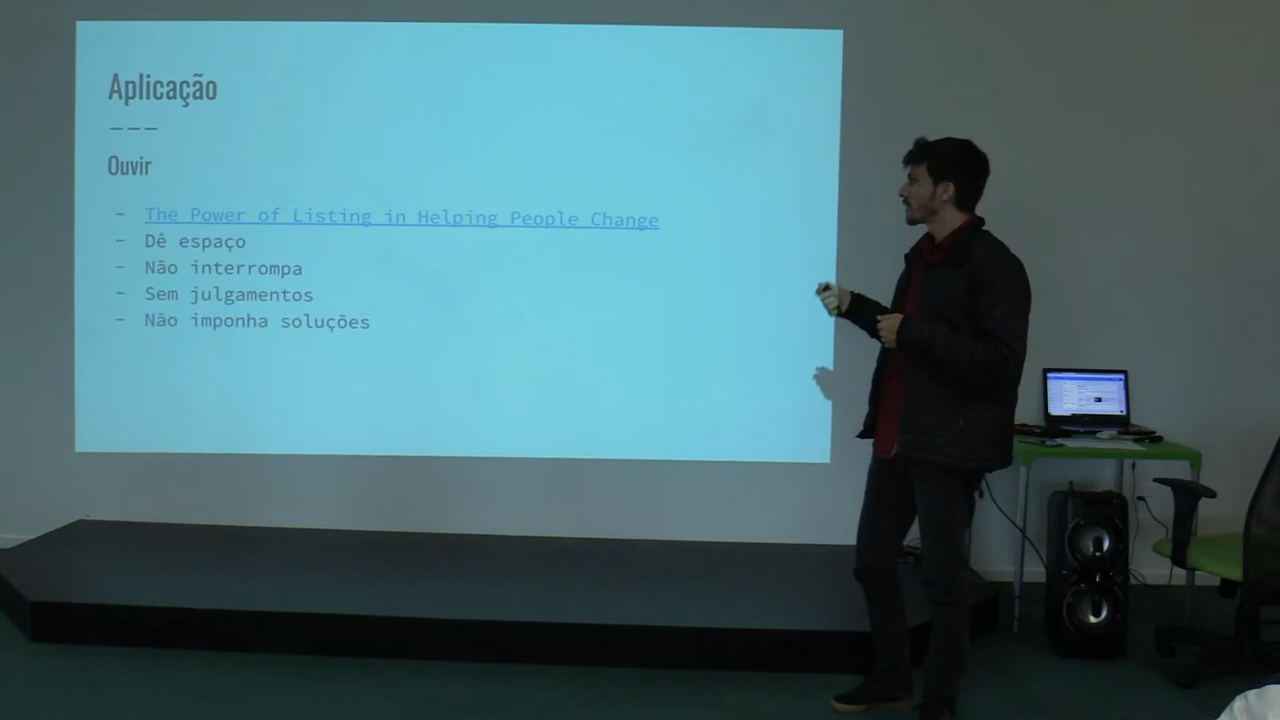 Aplicação
———
Ouvir
- The Power of Listing in Helping People Change
- Dê espaço
- Não interrompa
- Sem julgamentos
- Não imponha soluções